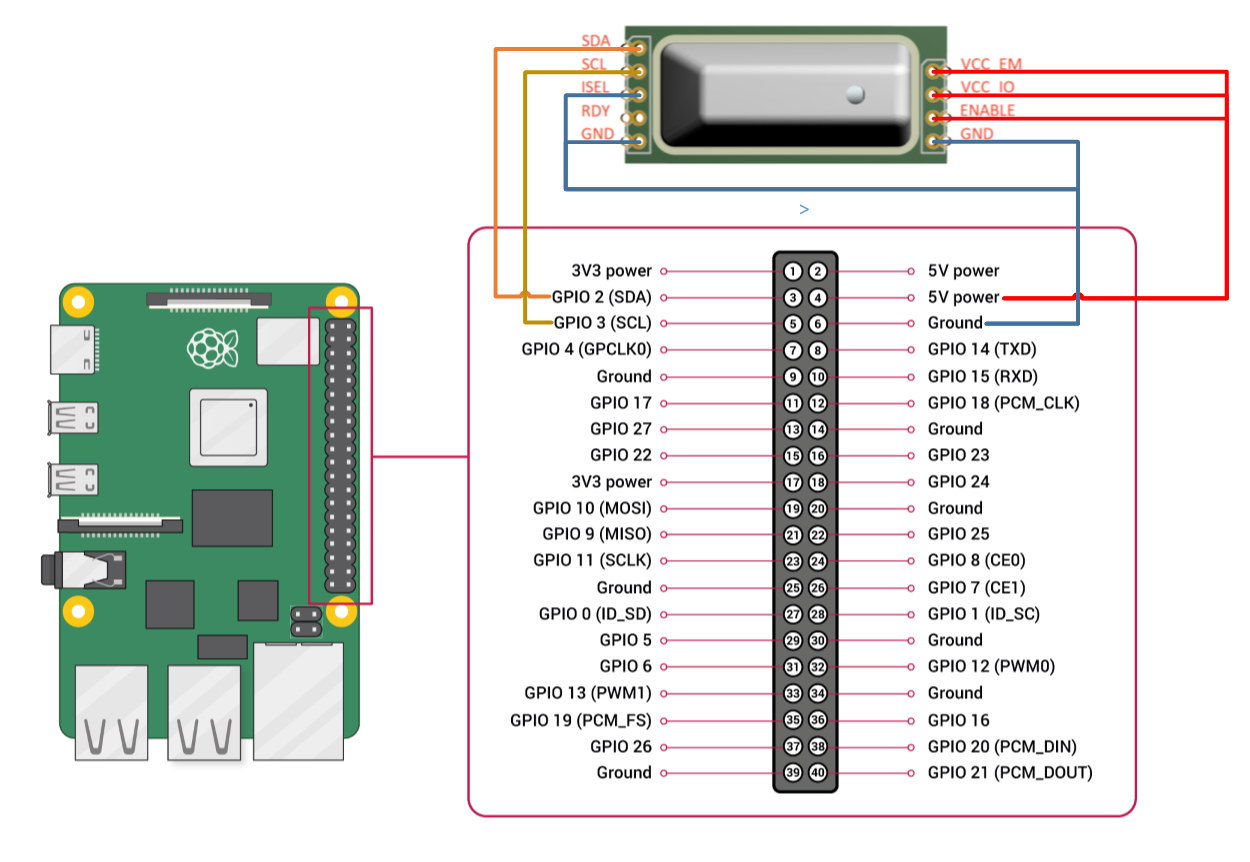 SDA
SCL
ISEL
RDY
GND
VCC EM
VCC IO
ENABLE
GND
>
3V3 power 1 2 5V power
GPIO 2 (SDA) 3 4 5V power
GPIO 3 (SCL) 5 6 Ground
GPIO 4 (GPCLK0) 7 8 GPIO 14 (TXD)
Ground 9 10 GPIO 15 (RXD)
GPIO 17 11 12 GPIO 18 (PCM_CLK)
GPIO 27 13 14 Ground
GPIO 22 15 16 GPIO 23
3V3 power 17 18 GPIO 24
GPIO 10 (MOSI) 19 20 Ground
GPIO 9 (MISO) 21 22 GPIO 25
GPIO 11 (SCLK) 23 24 GPIO 8 (CE0)
Ground 25 26 GPIO 7 (CE1)
GPIO 0 (ID_SD) 27 28 GPIO 1 (ID_SC)
GPIO 5 29 30 Ground
GPIO 6 31 32 GPIO 12 (PWM0)
GPIO 13 (PWM1) 33 34 Ground
GPIO 19 (PCM_FS) 35 36 GPIO 16
GPIO 26 37 38 GPIO 20 (PCM_DIN)
Ground 39 40 GPIO 21 (PCM_DOUT)